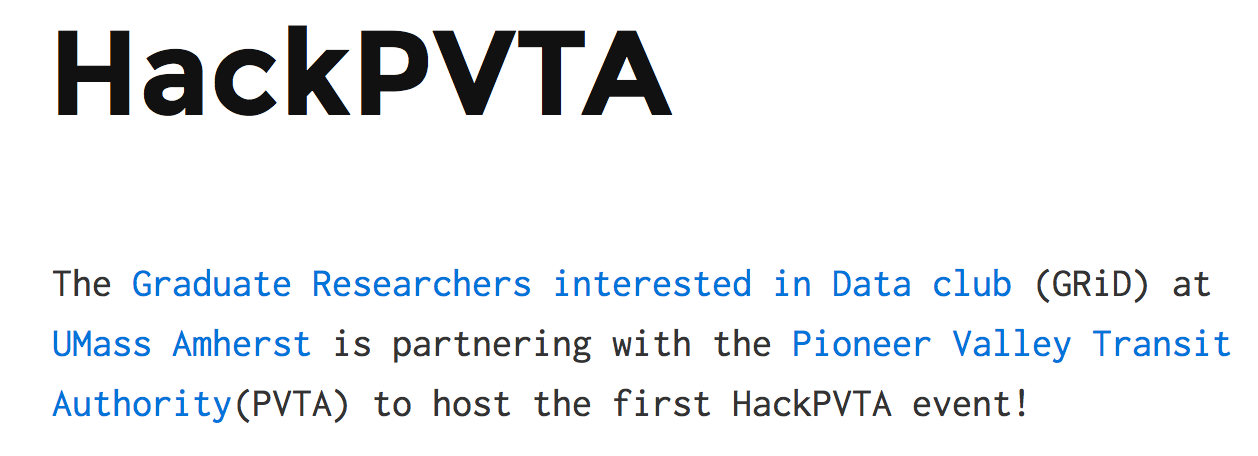 HackPVTA
The Graduate Researchers interested in Data club (GRiD) at
UMass Amherst is partnering with the Pioneer Valley Transit
Authority(PVTA) to host the first HackPVTA event!